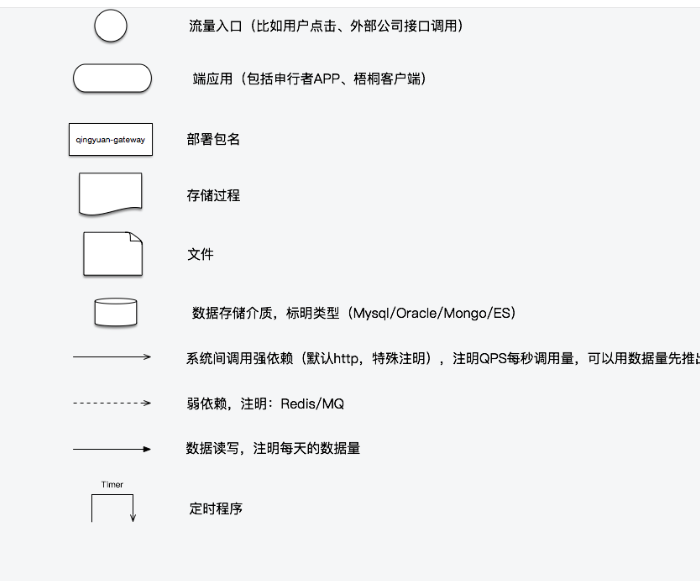 流量入口（比如用户点击、外部公司接口调用）
端应用（包括申行者APP、梧桐客户端）
qingyuan-gateway 部署包名
存储过程
文件
数据存储介质，标明类型（Mysql/Oracle/Mongo/ES）
系统间调用强依赖（默认http，特殊注明），注明QPS每秒调用量，可以用数据量先推
弱依赖，注明：Redis/MQ
数据读写，注明每天的数据量
Timer
定时程序